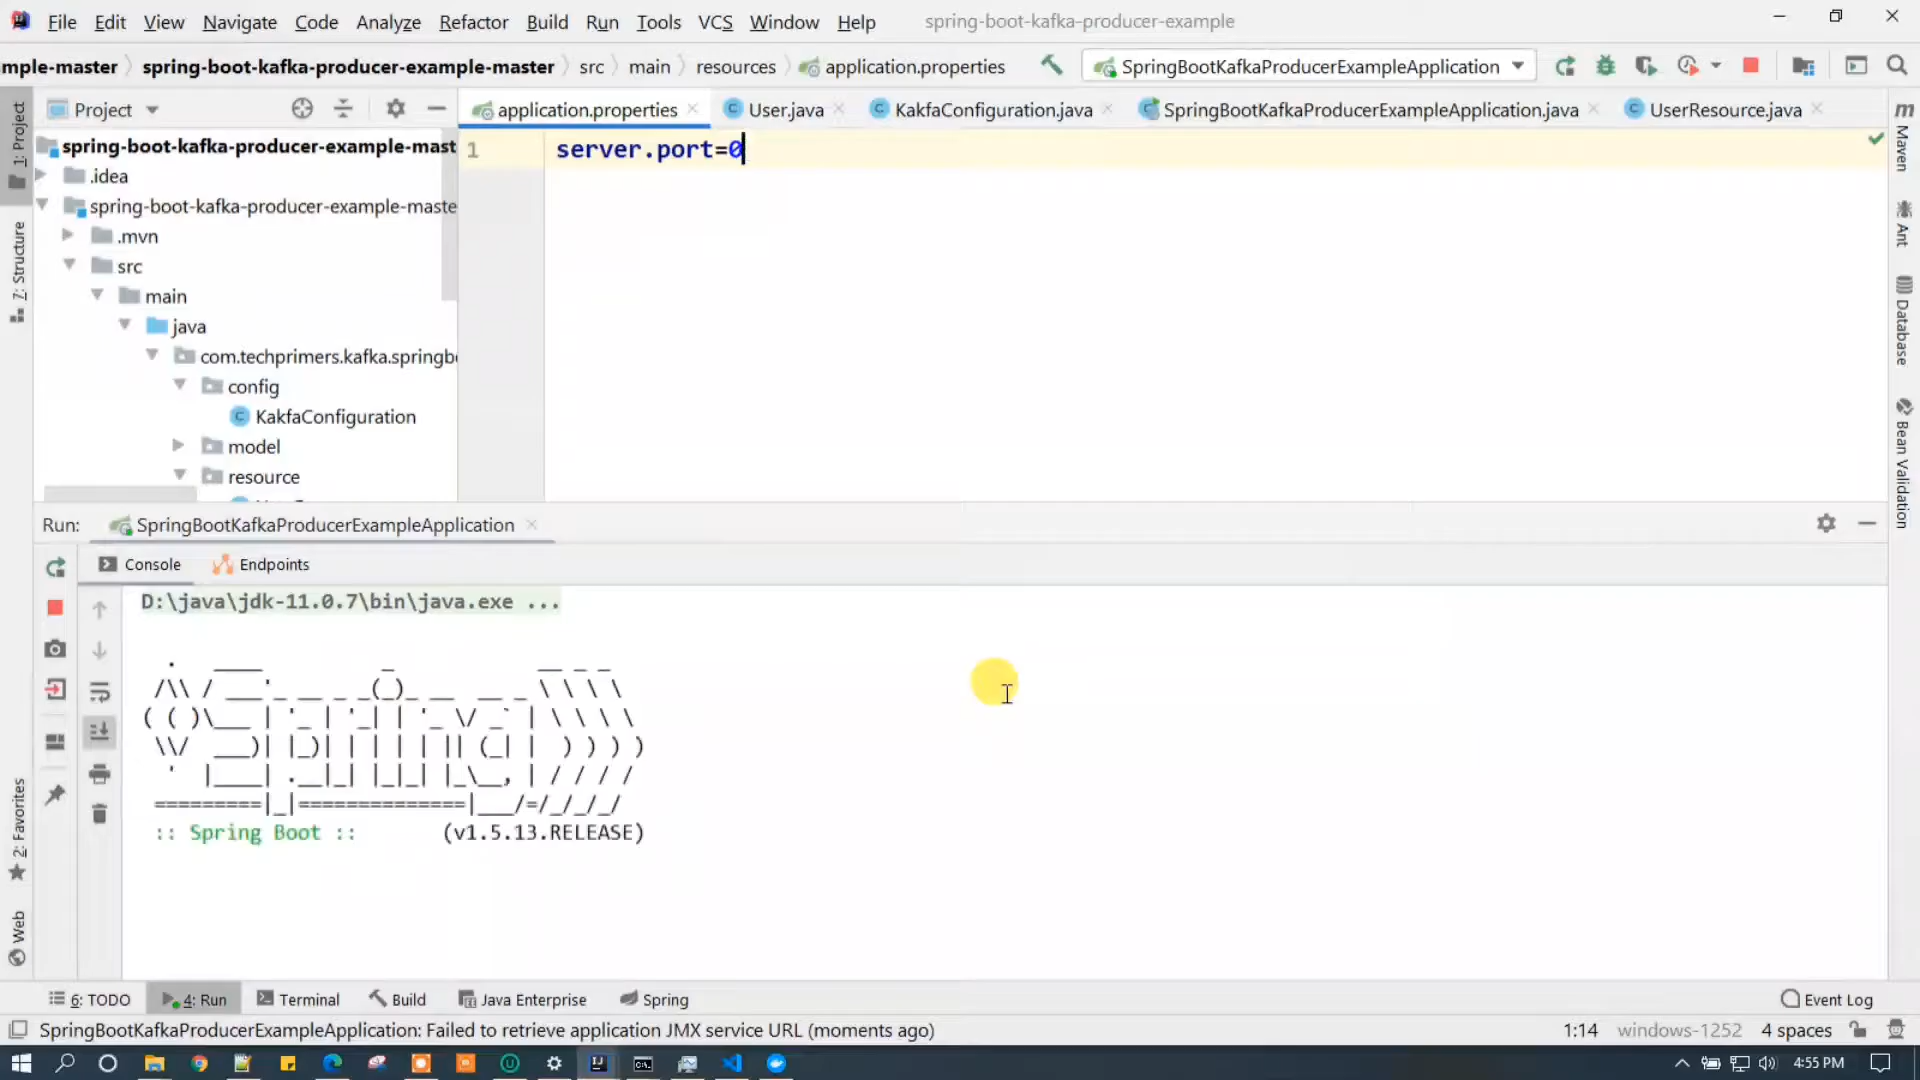 File Edit View Navigate Code Analyze Refactor Build Run Tools VCS Window Help spring-boot-kafka-producer-example
mple-master spring-boot-kafka-producer-example-master src main resources application.properties SpringBootKafkaProducerExampleApplication
Project application.properties User.java KakfaConfiguration.java SpringBootKafkaProducerExampleApplication.java UserResource.java
1: Project
7: Structure
2: Favorites
Web
spring-boot-kafka-producer-example-mast
.idea
spring-boot-kafka-producer-example-maste
.mvn
src
main
java
com.techprimers.kafka.springb
config
KakfaConfiguration
model
resource
1 server.port=0
Maven
Ant
Database
Bean Validation
Run: SpringBootKafkaProducerExampleApplication
Console Endpoints
D:\java\jdk-11.0.7\bin\java.exe ...
Spring
:: Spring Boot :: (v1.5.13.RELEASE)
6: TODO 4: Run Terminal Build Java Enterprise Spring Event Log
SpringBootKafkaProducerExampleApplication: Failed to retrieve application JMX service URL (moments ago) 1:14 windows-1252 4 spaces
4:55 PM